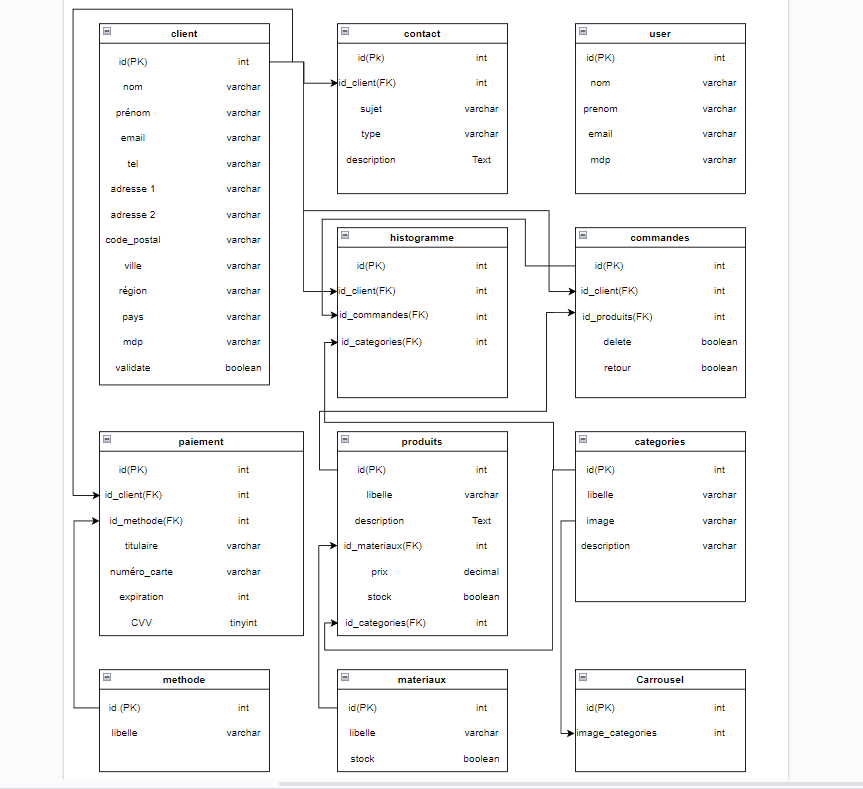 client
id(PK) int
nom varchar
prénom varchar
email varchar
tel varchar
adresse 1 varchar
adresse 2 varchar
code_postal varchar
ville varchar
région varchar
pays varchar
mdp varchar
validate boolean
contact
id(Pk) int
id_client(FK) int
sujet varchar
type varchar
description Text
user
id(PK) int
nom varchar
prenom varchar
email varchar
mdp varchar
histogramme
id(PK) int
id_client(FK) int
id_commandes(FK) int
id_categories(FK) int
commandes
id(PK) int
id_client(FK) int
id_produits(FK) int
delete boolean
retour boolean
paiement
id(PK) int
id_client(FK) int
id_methode(FK) int
titulaire varchar
numéro_carte varchar
expiration int
CVV tinyint
produits
id(PK) int
libelle varchar
description Text
id_materiaux(FK) int
prix decimal
stock boolean
id_categories(FK) int
categories
id(PK) int
libelle varchar
image varchar
description varchar
methode
id (PK) int
libelle varchar
materiaux
id(PK) int
libelle varchar
stock boolean
Carrousel
id(PK) int
image_categories int